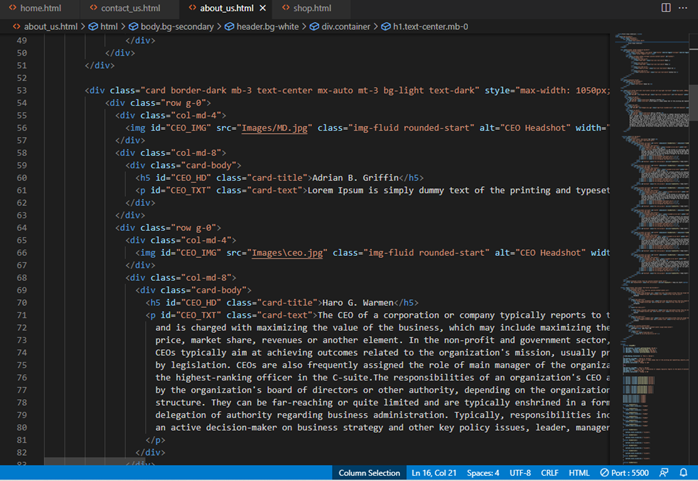 home.html contact_us.html about_us.html shop.html
about_us.html > html > body.bg-secondary > header.bg-white > div.container > h1.text-center.mb-0
49 </div>
50 </div>
51 </div>
52
53 <div class="card border-dark mb-3 text-center mx-auto mt-3 bg-light text-dark" style="max-width: 1050px;
54 <div class="row g-0">
55 <div class="col-md-4">
56 <img id="CEO_IMG" src="Images/MD.jpg" class="img-fluid rounded-start" alt="CEO Headshot" width="
57 </div>
58 <div class="col-md-8">
59 <div class="card-body">
60 <h5 id="CEO_HD" class="card-title">Adrian B. Griffin</h5>
61 <p id="CEO_TXT" class="card-text">Lorem Ipsum is simply dummy text of the printing and typeset
62 </div>
63 </div>
64 <div class="row g-0">
65 <div class="col-md-4">
66 <img id="CEO_IMG" src="Images\ceo.jpg" class="img-fluid rounded-start" alt="CEO Headshot" wid
67 </div>
68 <div class="col-md-8">
69 <div class="card-body">
70 <h5 id="CEO_HD" class="card-title">Haro G. Warmen</h5>
71 <p id="CEO_TXT" class="card-text">The CEO of a corporation or company typically reports to t
72 and is charged with maximizing the value of the business, which may include maximizing the
73 price, market share, revenues or another element. In the non-profit and government sector,
74 CEOs typically aim at achieving outcomes related to the organization's mission, usually pr
75 by legislation. CEOs are also frequently assigned the role of main manager of the organiza
76 the highest-ranking officer in the C-suite.The responsibilities of an organization's CEO a
77 by the organization's board of directors or other authority, depending on the organization
78 structure. They can be far-reaching or quite limited and are typically enshrined in a form
79 delegation of authority regarding business administration. Typically, responsibilities inc
80 an active decision-maker on business strategy and other key policy issues, leader, manager
81 </p>
82 </div>
83 </div>
Column Selection Ln 16, Col 21 Spaces: 4 UTF-8 CRLF HTML Port : 5500